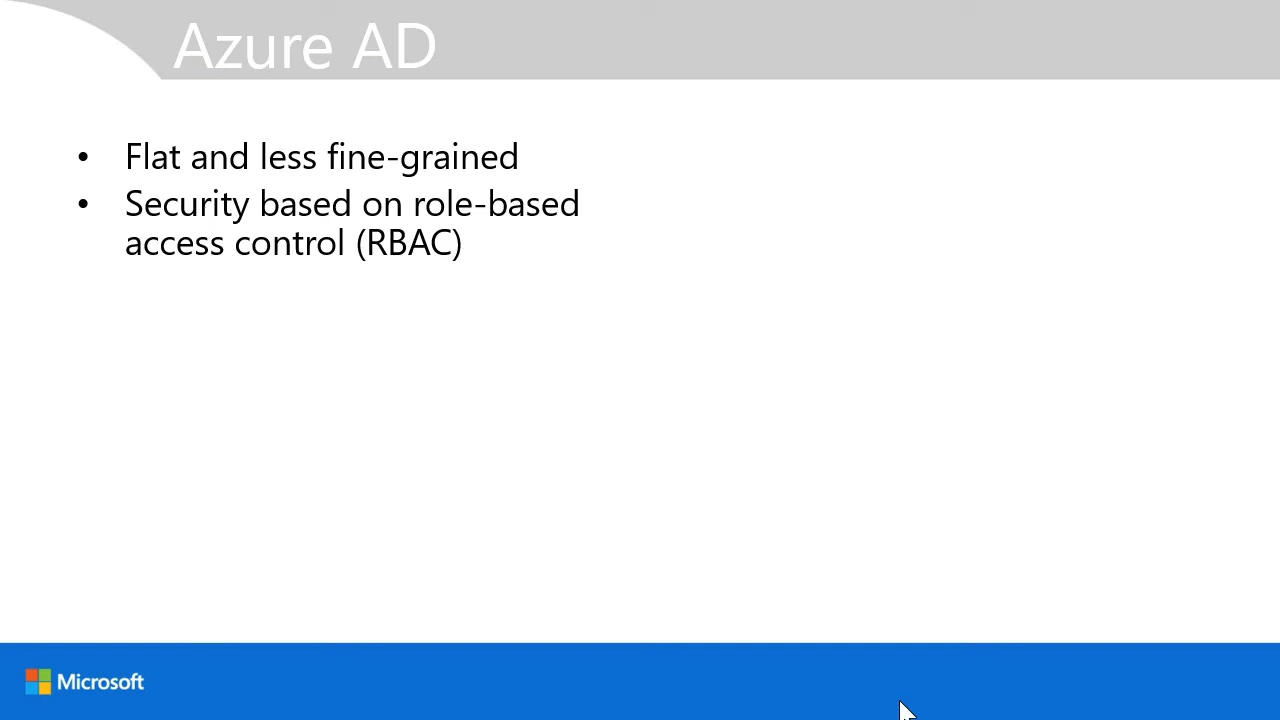 Azure AD
• Flat and less fine-grained
• Security based on role-based
access control (RBAC)
Microsoft